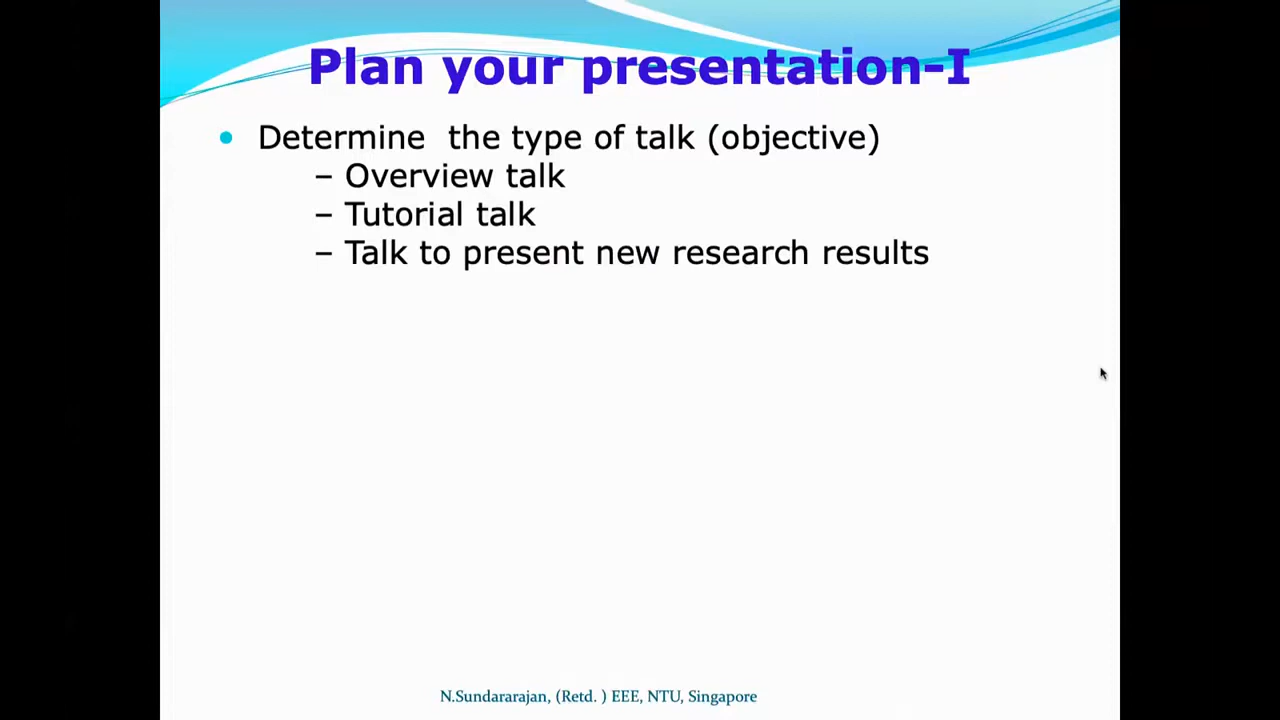 Plan your presentation-I
• Determine the type of talk (objective)
– Overview talk
– Tutorial talk
– Talk to present new research results
N.Sundararajan, (Retd. ) EEE, NTU, Singapore